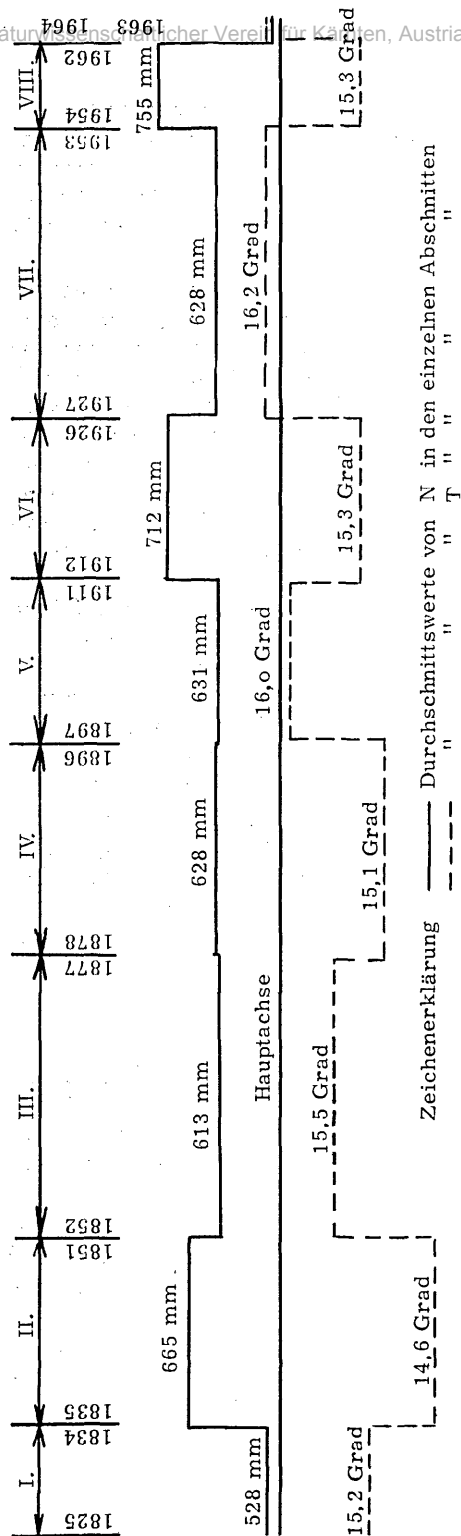 Naturwissenschaftlicher Verein für Kärnten, Austria
I. II. III. IV. V. VI. VII. VIII.
1825 1834 1835 1851 1852 1877 1878 1896 1897 1911 1912 1926 1927 1953 1954 1962 1964 1963
528 mm 665 mm 613 mm 628 mm 631 mm 712 mm 628 mm 755 mm
Hauptachse
15,2 Grad 14,6 Grad 15,5 Grad 15,1 Grad 16,o Grad 15,3 Grad 16,2 Grad 15,3 Grad
Zeichenerklärung Durchschnittswerte von N in den einzelnen Abschnitten
" " T " " " "